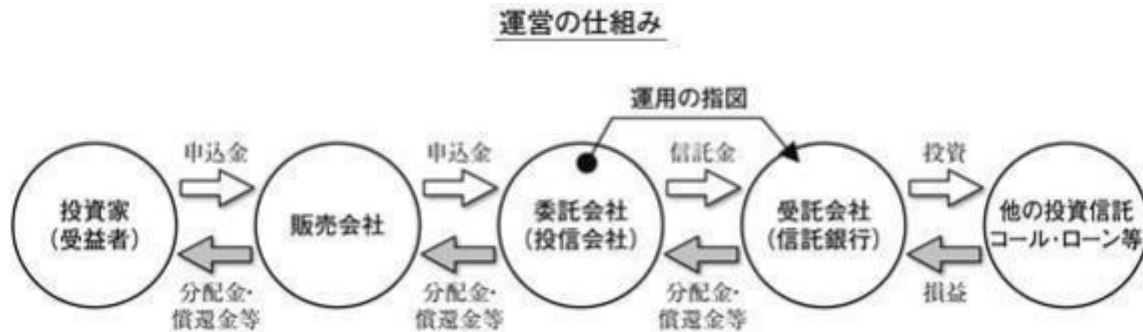 運営の仕組み
運用の指図
申込金
申込金
信託金
投資
投資家
(受益者)
販売会社
委託会社
(投信会社)
受託会社
(信託銀行)
他の投資信託
コール・ローン等
分配金・
償還金等
分配金・
償還金等
分配金・
償還金等
損益